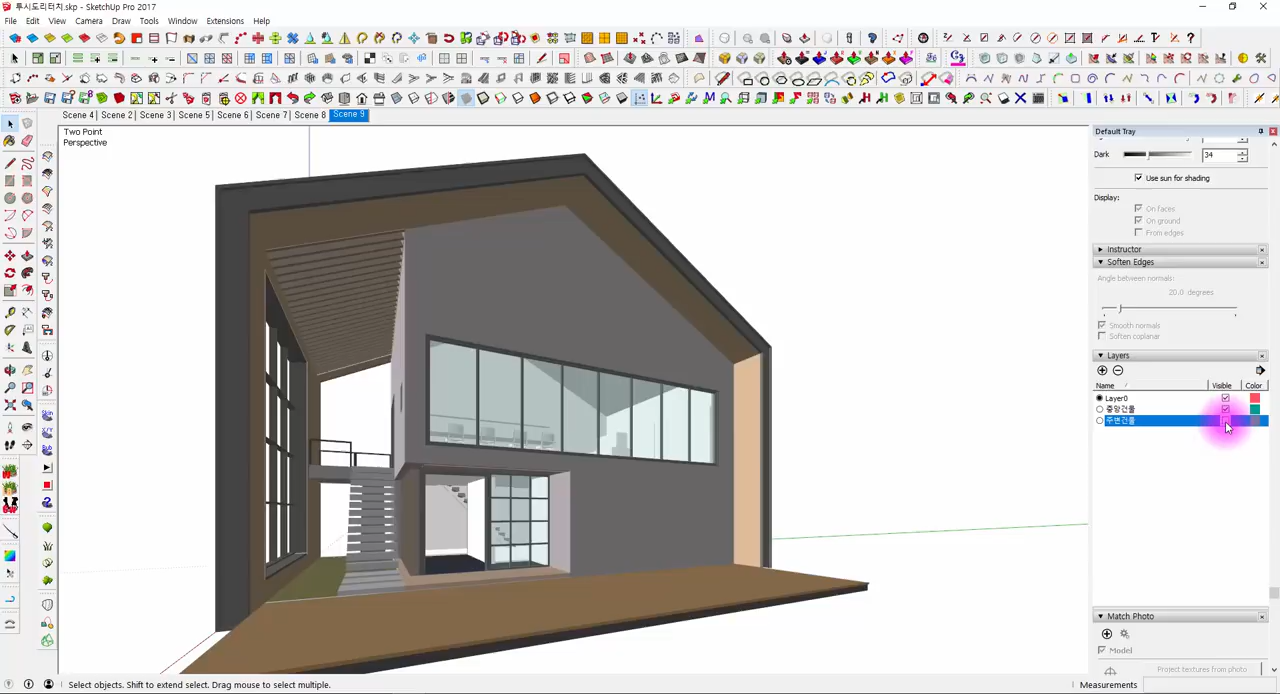 투시도리터치.skp - SketchUp Pro 2017
File Edit View Camera Draw Tools Window Extensions Help
Scene 4 Scene 2 Scene 3 Scene 5 Scene 6 Scene 7 Scene 8 Scene 9
Two Point
Perspective
Default Tray
Dark 34
Use sun for shading
Display:
On faces
On ground
From edges
Instructor
Soften Edges
Angle between normals:
20.0 degrees
Smooth normals
Soften coplanar
Layers
Name Visible Color
Layer0
중앙건물
주변건물
Match Photo
Model
Project textures from photo
Select objects. Shift to extend select. Drag mouse to select multiple.
Measurements